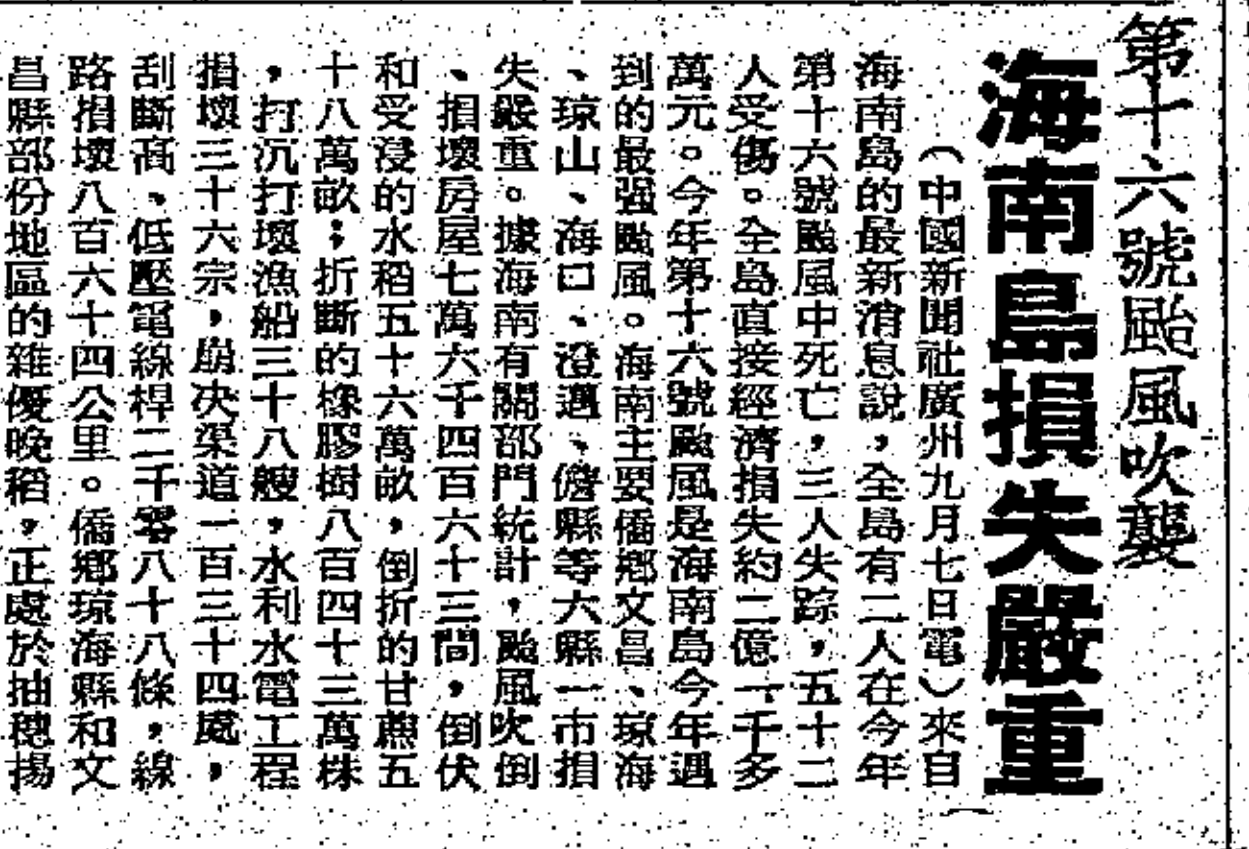 第十六號颱風吹襲
海南島損失嚴重
（中國新聞社廣州九月七日電）來自
海南島的最新消息說，全島有二人在今年
第十六號颱風中死亡，三人失踪，五十二
人受傷。全島直接經濟損失約二億一千多
萬元。今年第十六號颱風是海南島今年遇
到的最强颱風。海南主要僑鄉文昌、琼海
、琼山、海口、澄邁、儋縣等六縣一市損
失嚴重。據海南有關部門統計，颱風吹倒
、損壞房屋七萬六千四百六十三間，倒伏
和受浸的水稻五十六萬畝，倒折的甘蔗五
十八萬畝；折斷的橡膠樹八百四十三萬株
，打沉打壞漁船三十八艘，水利水電工程
損壞三十六宗，崩決渠道一百三十四處，
刮斷高、低壓電線桿二千零八十八條，線
路損壞八百六十四公里。僑鄉琼海縣和文
昌縣部份地區的雜優晚稻，正處於抽穗揚